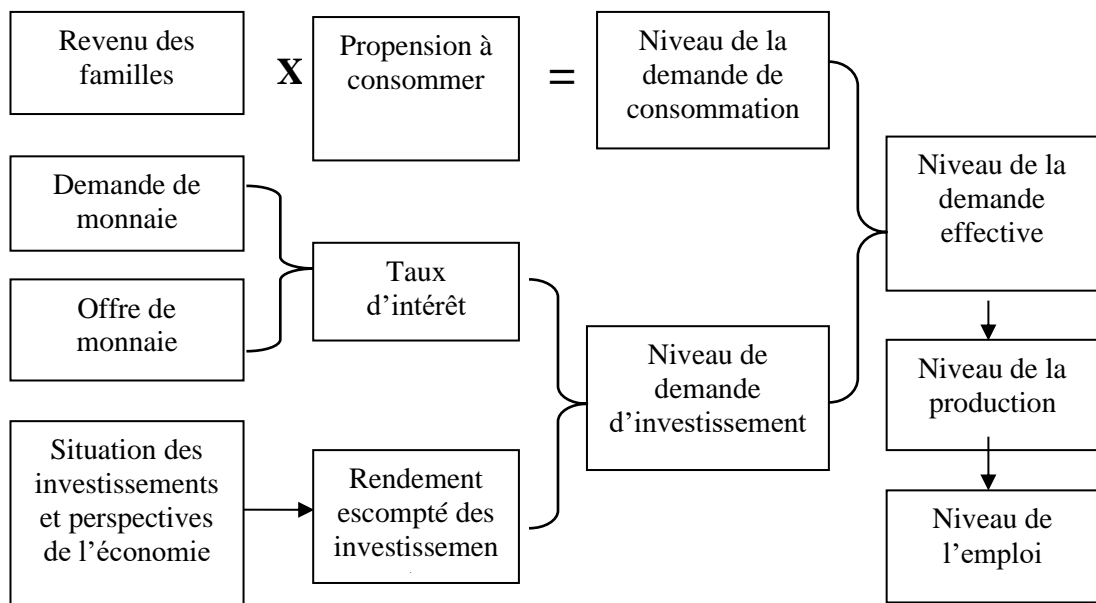 Revenu des
familles
X
Propension à
consommer
=
Niveau de la
demande de
consommation
Demande de
monnaie
Offre de
monnaie
Taux
d’intérêt
Niveau de la
demande
effective
Niveau de
demande
d’investissement
Niveau de la
production
Situation des
investissements
et perspectives
de l’économie
Rendement
escompté des
investissemen
Niveau de
l’emploi